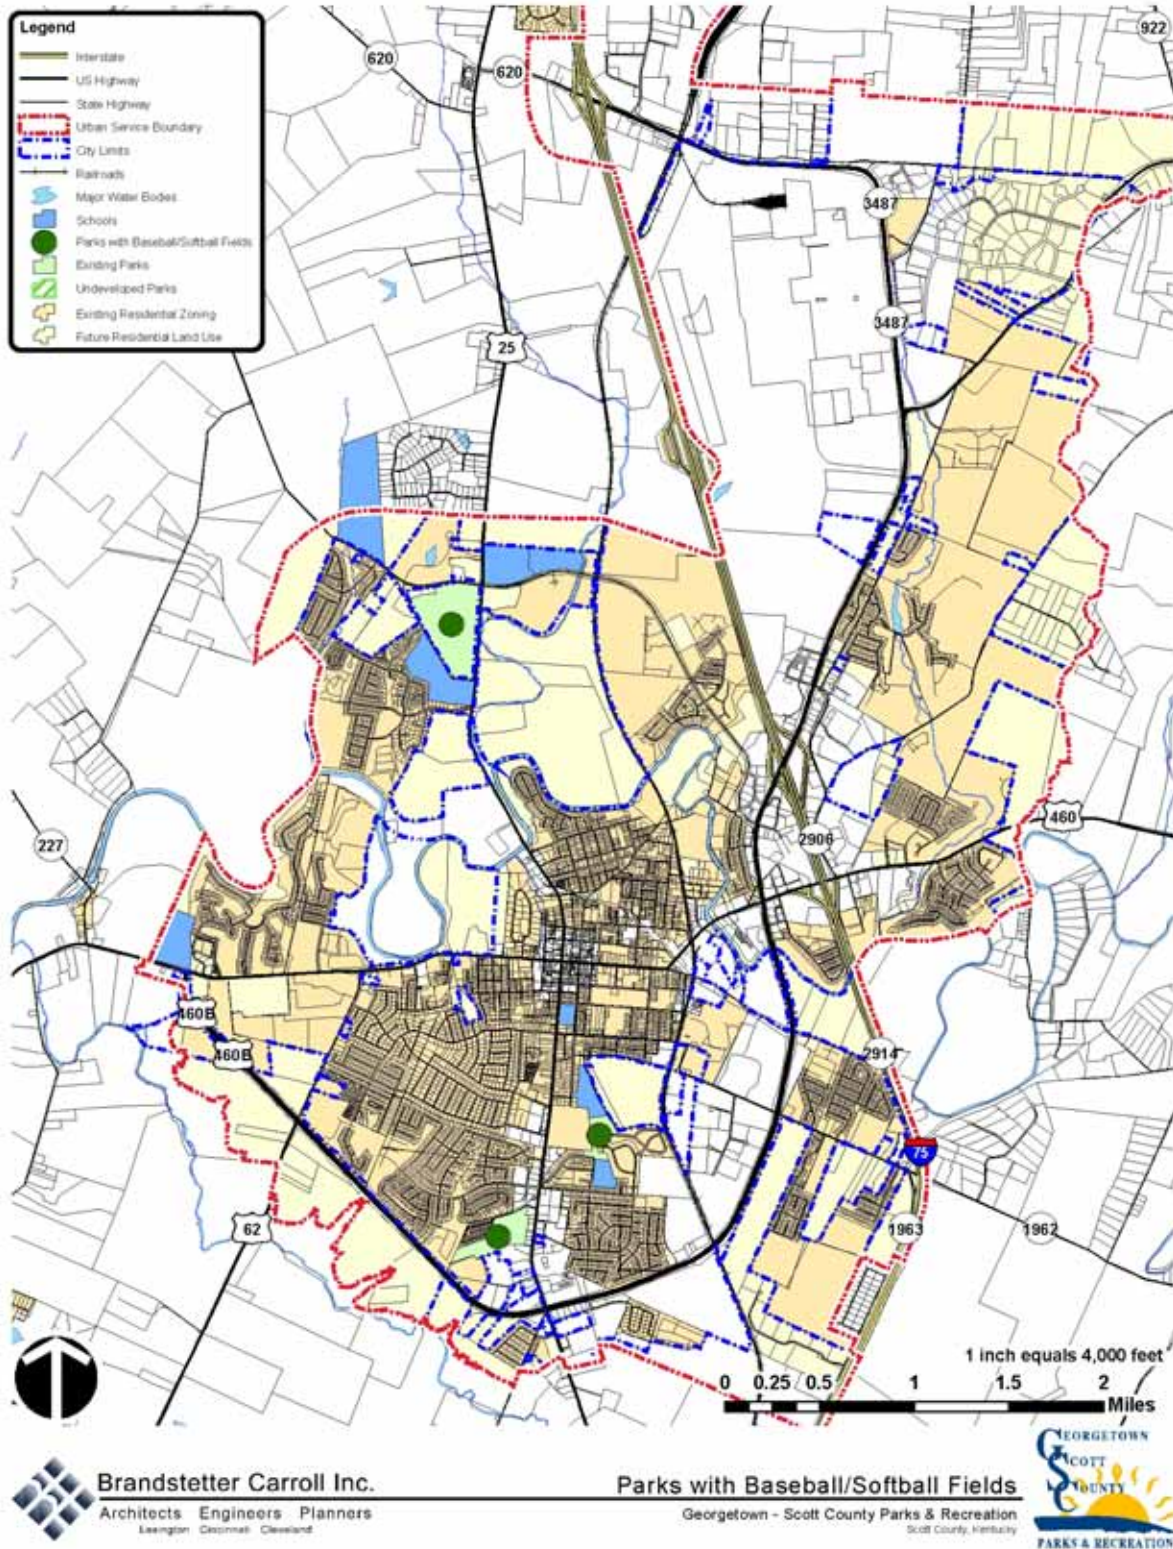 Legend
Interstate
US Highway
State Highway
Urban Service Boundary
City Limits
Railroads
Major Water Bodies
Schools
Parks with Baseball/Softball Fields
Existing Parks
Undeveloped Parks
Existing Residential Zoning
Future Residential Land Use
620
620
922
3487
3487
25
227
2906
460
460B
460B
2914
75
62
1963
1962
1 inch equals 4,000 feet
0 0.25 0.5 1 1.5 2
Miles
Brandstetter Carroll Inc.
Architects Engineers Planners
Lexington Cincinnati Cleveland
Parks with Baseball/Softball Fields
Georgetown - Scott County Parks & Recreation
Scott County, Kentucky
GEORGETOWN
SCOTT
COUNTY
PARKS & RECREATION